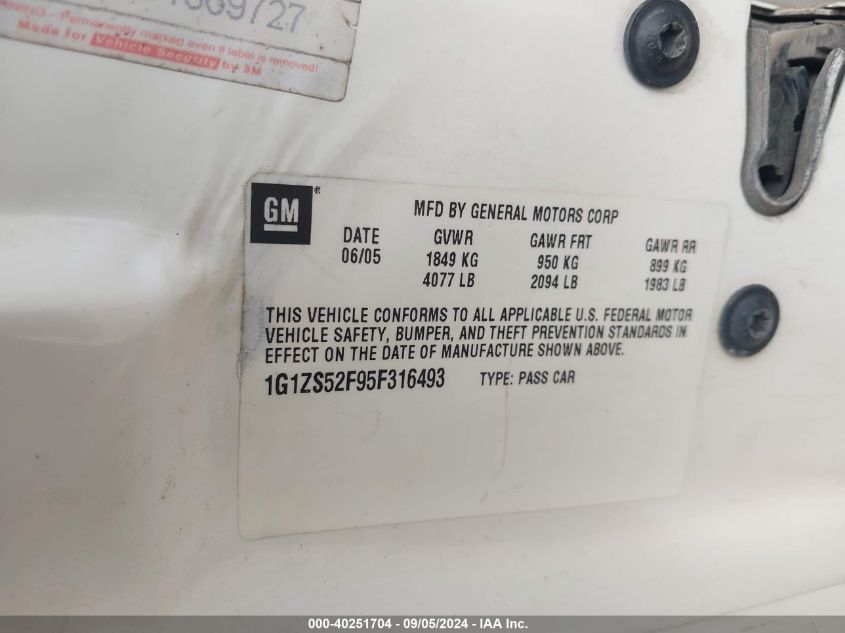 369727
Permanently marked even if label is removed!
Made for Vehicle Security by 3M
GM®
MFD BY GENERAL MOTORS CORP
DATE GVWR GAWR FRT GAWR RR
06/05 1849 KG 950 KG 899 KG
4077 LB 2094 LB 1983 LB
THIS VEHICLE CONFORMS TO ALL APPLICABLE U.S. FEDERAL MOTOR
VEHICLE SAFETY, BUMPER, AND THEFT PREVENTION STANDARDS IN
EFFECT ON THE DATE OF MANUFACTURE SHOWN ABOVE.
1G1ZS52F95F316493 TYPE: PASS CAR
000-40251704 - 09/05/2024 - IAA Inc.